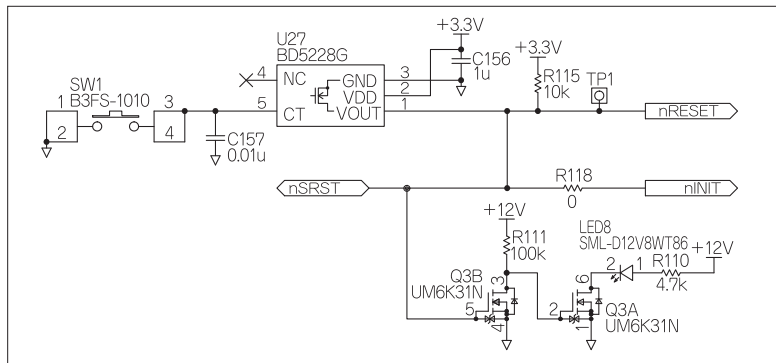 U27
BD5228G
+3.3V
C156
1u
4 NC
GND 3
VDD 2
5 CT
VOUT 1
SW1
B3FS-1010
1
2
3
4
C157
0.01u
+3.3V
R115
10k
TP1
nRESET
nSRST
R118
0
nINIT
+12V
R111
100k
LED8
SML-D12V8WT86
+12V
2
1
R110
4.7k
Q3B
UM6K31N
3
5
4
6
2
1
Q3A
UM6K31N